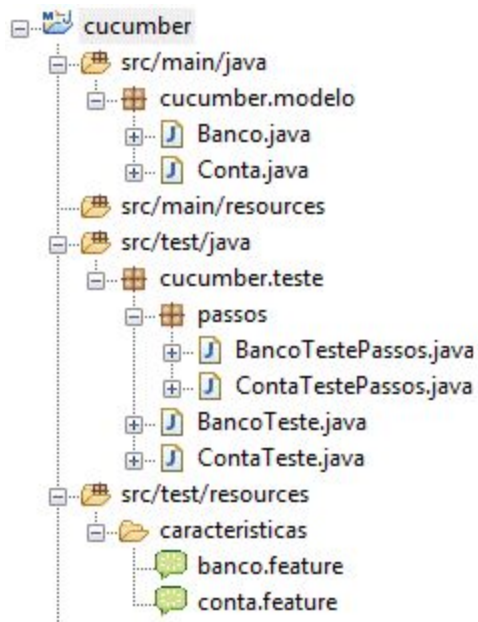 cucumber
src/main/java
cucumber.modelo
Banco.java
Conta.java
src/main/resources
src/test/java
cucumber.teste
passos
BancoTestePassos.java
ContaTestePassos.java
BancoTeste.java
ContaTeste.java
src/test/resources
caracteristicas
banco.feature
conta.feature